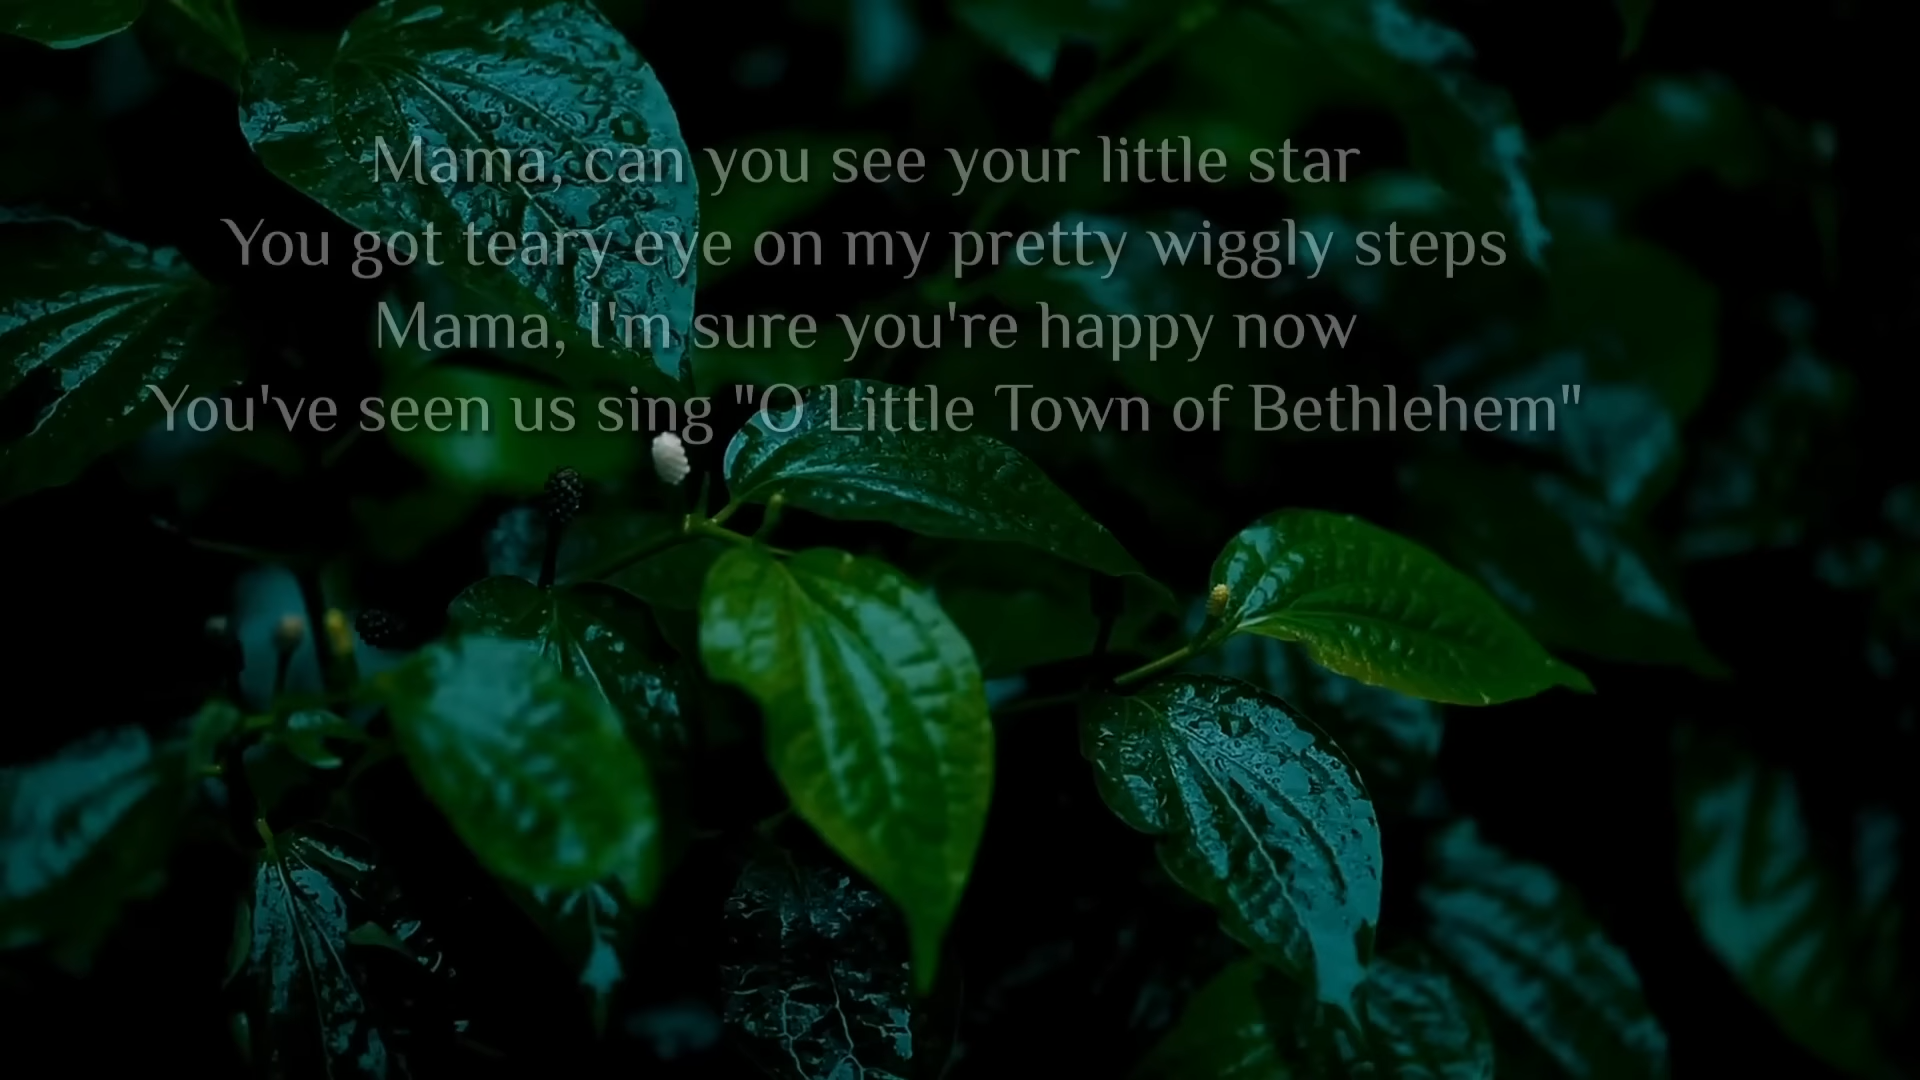 Mama, can you see your little star
You got teary eye on my pretty wiggly steps
Mama, I'm sure you're happy now
You've seen us sing "O Little Town of Bethlehem"